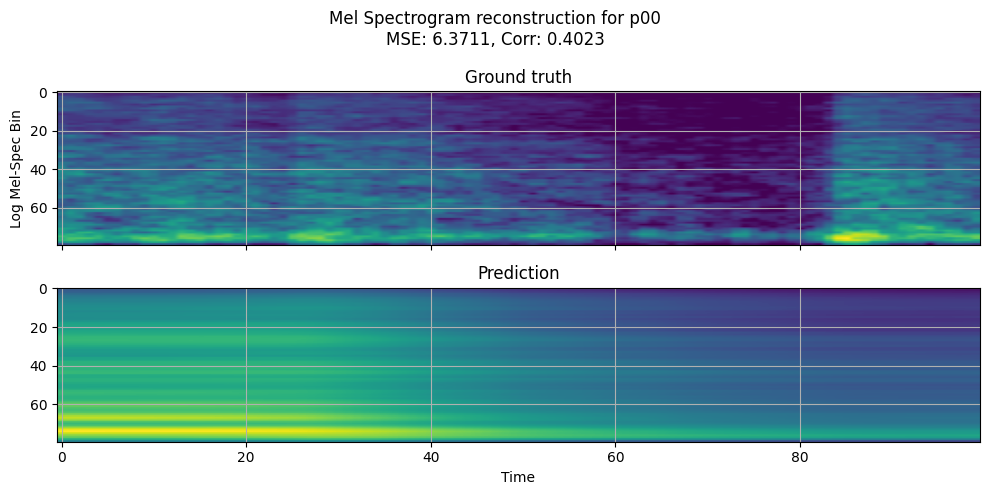 Mel Spectrogram reconstruction for p00
MSE: 6.3711, Corr: 0.4023
Ground truth
0
20
40
60
Log Mel-Spec Bin
Prediction
0
20
40
60
0 20 40 60 80
Time